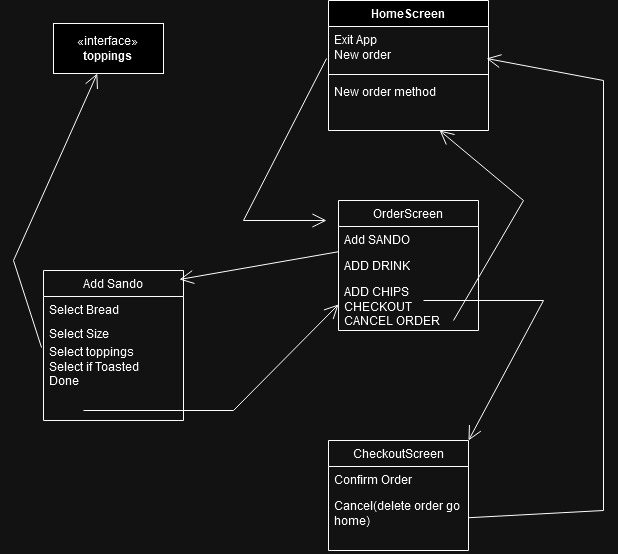 HomeScreen
Exit App
New order
New order method
«interface»
toppings
OrderScreen
Add SANDO
ADD DRINK
ADD CHIPS
CHECKOUT
CANCEL ORDER
Add Sando
Select Bread
Select Size
Select toppings
Select if Toasted
Done
CheckoutScreen
Confirm Order
Cancel(delete order go
home)